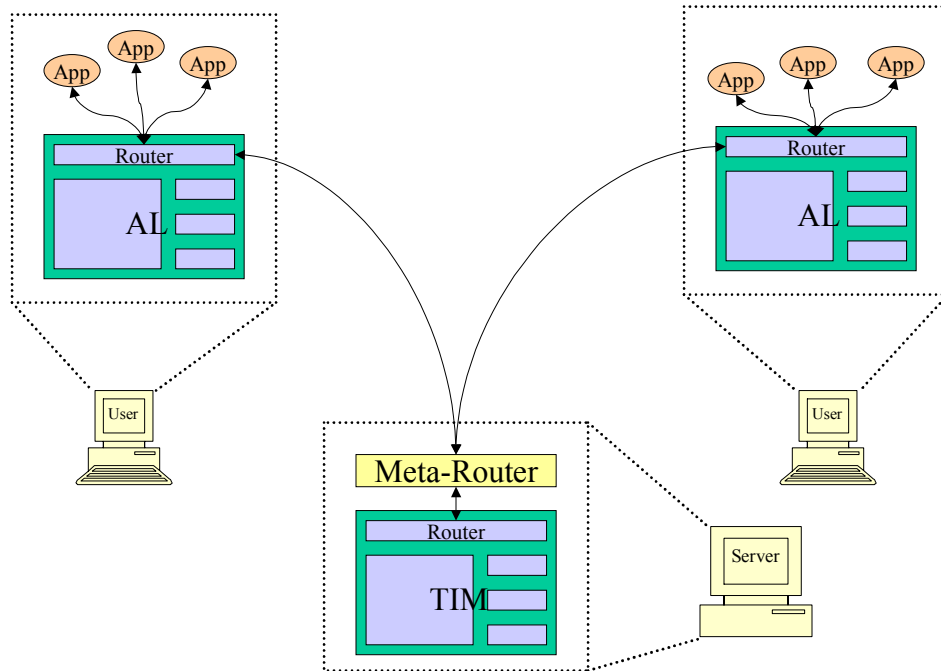 App
App
App
Router
AL
App
App
App
Router
AL
User
User
Meta-Router
Router
TIM
Server